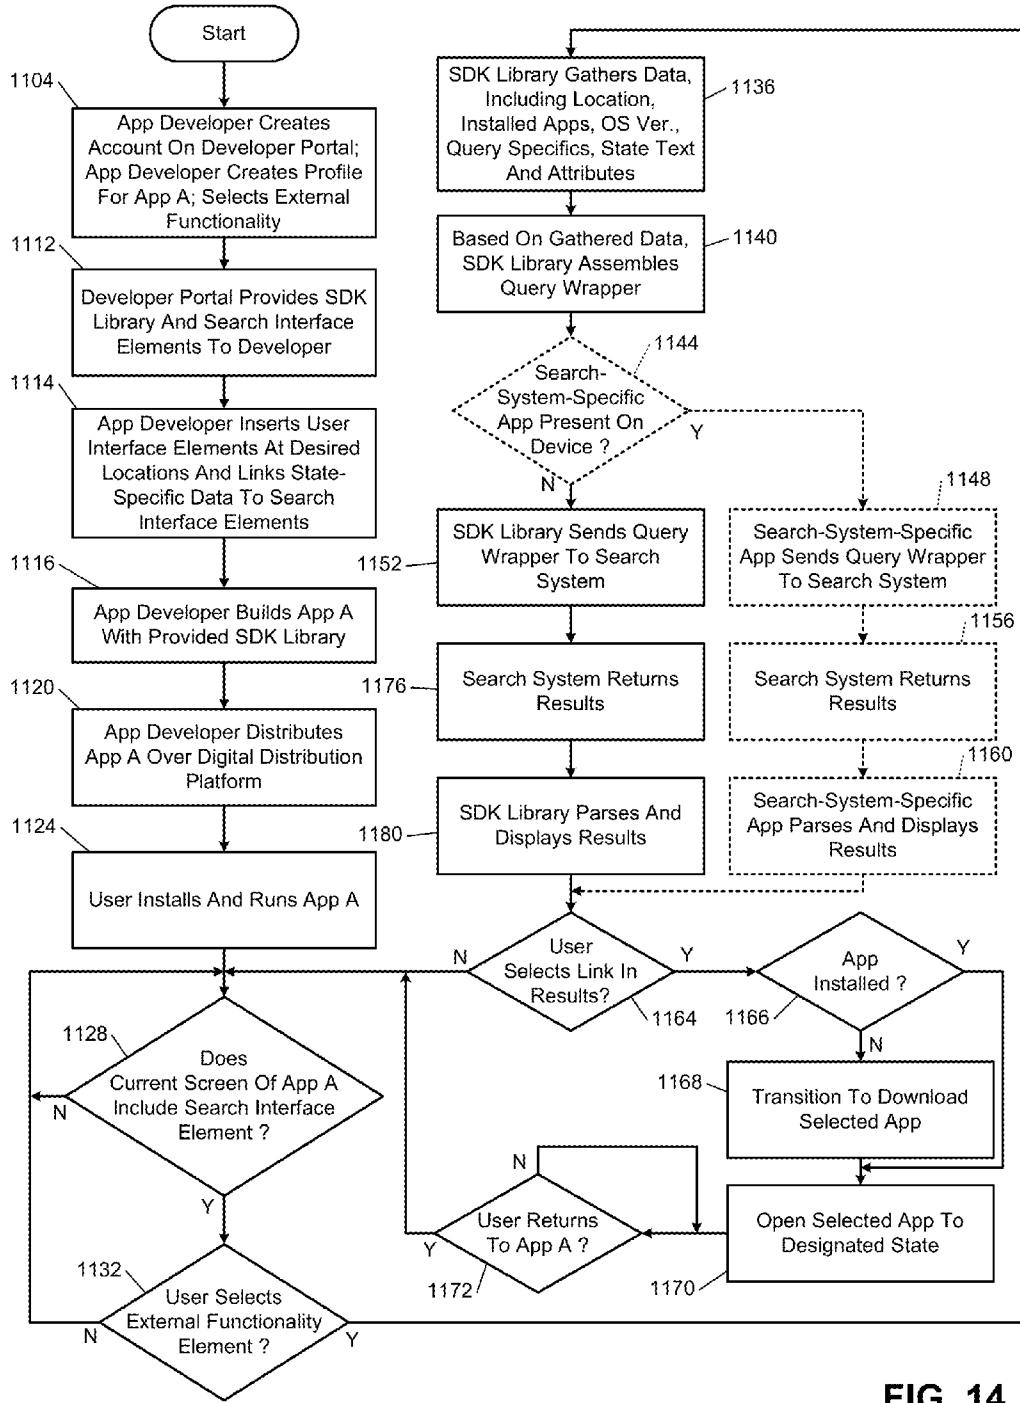 Start
1104
App Developer Creates
Account On Developer Portal;
App Developer Creates Profile
For App A; Selects External
Functionality
1112
Developer Portal Provides SDK
Library And Search Interface
Elements To Developer
1114
App Developer Inserts User
Interface Elements At Desired
Locations And Links State-
Specific Data To Search
Interface Elements
1116
App Developer Builds App A
With Provided SDK Library
1120
App Developer Distributes
App A Over Digital Distribution
Platform
1124
User Installs And Runs App A
1128
Does
Current Screen Of App A
Include Search Interface
Element ?
N
Y
1132
User Selects
External Functionality
Element ?
N
Y
SDK Library Gathers Data,
Including Location,
Installed Apps, OS Ver.,
Query Specifics, State Text
And Attributes
1136
Based On Gathered Data,
SDK Library Assembles
Query Wrapper
1140
1144
Search-
System-Specific
App Present On
Device ?
Y
N
1152
SDK Library Sends Query
Wrapper To Search
System
1148
Search-System-Specific
App Sends Query Wrapper
To Search System
1176
Search System Returns
Results
1156
Search System Returns
Results
1180
SDK Library Parses And
Displays Results
1160
Search-System-Specific
App Parses And Displays
Results
N
User
Selects Link In
Results?
Y
1164
App
Installed ?
Y
1166
N
1168
Transition To Download
Selected App
Open Selected App To
Designated State
1170
N
User Returns
To App A ?
Y
1172
FIG. 14